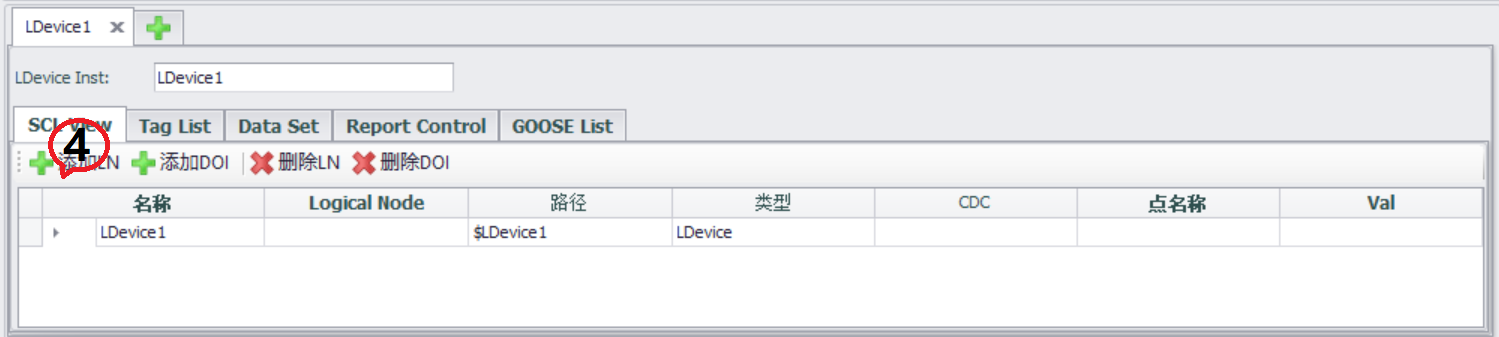 LDevice1
LDevice Inst: LDevice1
SCL View Tag List Data Set Report Control GOOSE List
4
添加LN 添加DOI 删除LN 删除DOI
名称 Logical Node 路径 类型 CDC 点名称 Val
LDevice1 $LDevice1 LDevice